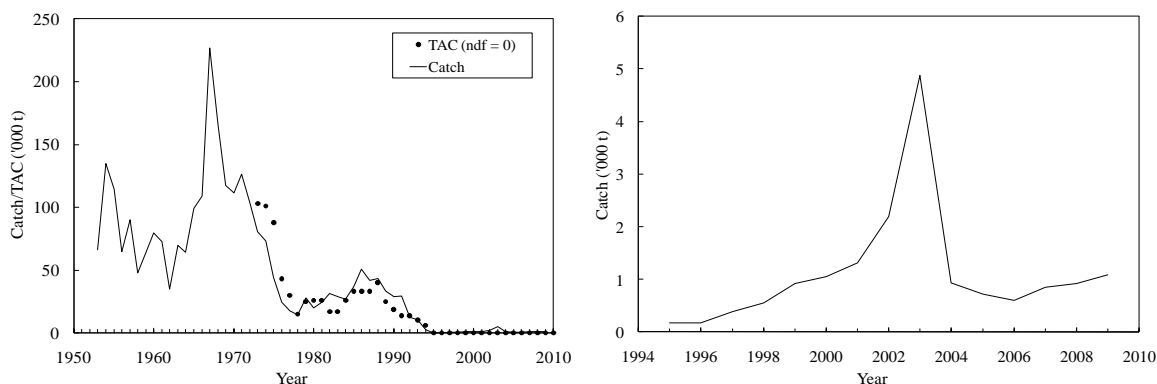 250
200
150
100
50
0
Catch/TAC ('000 t)
TAC (ndf = 0)
Catch
1950 1960 1970 1980 1990 2000 2010
Year
6
5
4
3
2
1
0
Catch ('000 t)
1994 1996 1998 2000 2002 2004 2006 2008 2010
Year